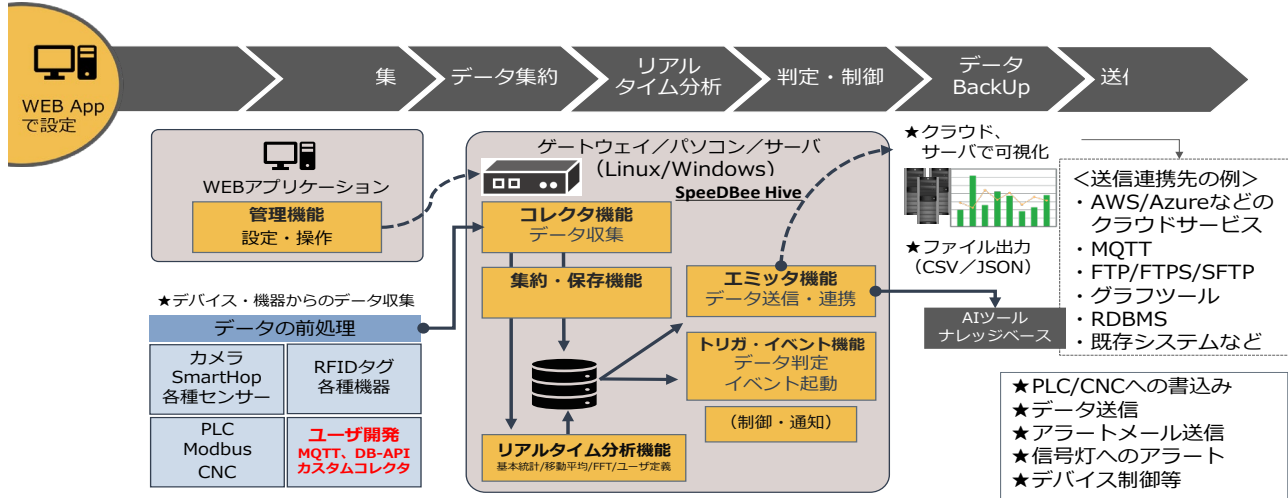 WEB App
で設定
集
データ集約
リアル
タイム分析
判定・制御
データ
BackUp
送信
WEBアプリケーション
管理機能
設定・操作
★デバイス・機器からのデータ収集
データの前処理
カメラ
SmartHop
各種センサー
RFIDタグ
各種機器
PLC
Modbus
CNC
ユーザ開発
MQTT、DB-API
カスタムコレクタ
ゲートウェイ／パソコン／サーバ
（Linux/Windows）
SpeeDBee Hive
コレクタ機能
データ収集
集約・保存機能
エミッタ機能
データ送信・連携
トリガ・イベント機能
データ判定
イベント起動
（制御・通知）
リアルタイム分析機能
基本統計/移動平均/FFT/ユーザ定義
★クラウド、
サーバで可視化
★ファイル出力
（CSV／JSON）
AIツール
ナレッジベース
＜送信連携先の例＞
・AWS/Azureなどの
クラウドサービス
・MQTT
・FTP/FTPS/SFTP
・グラフツール
・RDBMS
・既存システムなど
★PLC/CNCへの書込み
★データ送信
★アラートメール送信
★信号灯へのアラート
★デバイス制御等